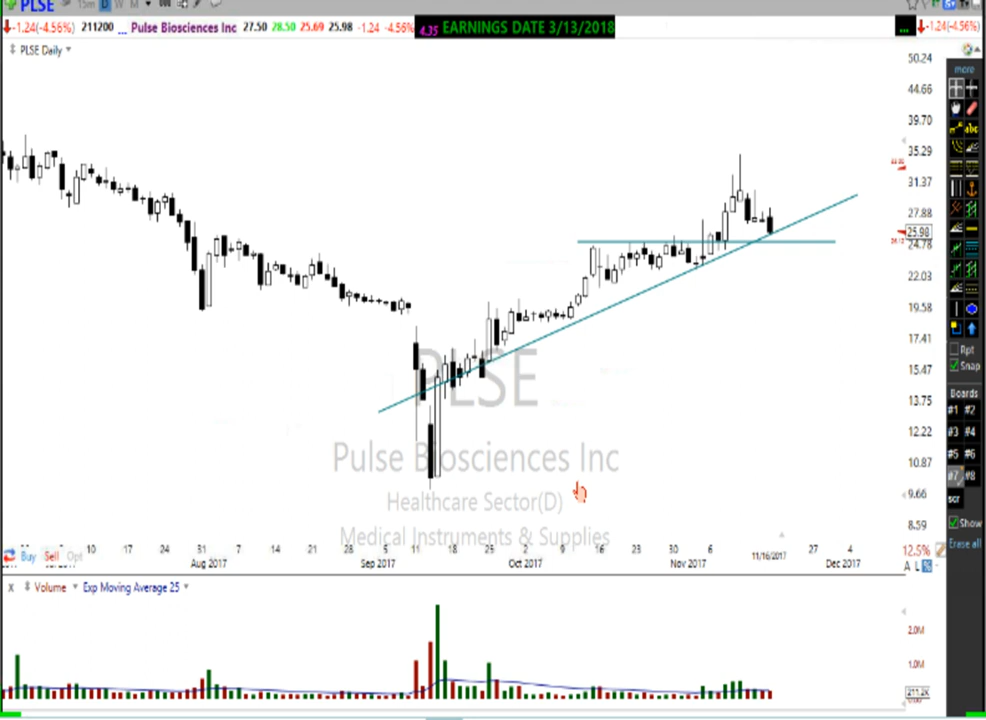 PLSE 15m D W M
-1.24(-4.56%) 211200 ... Pulse Biosciences Inc 27.50 28.50 25.69 25.98 -1.24 -4.56% 4.35 EARNINGS DATE 3/13/2018 ... -1.24(-4.56%)
PLSE Daily
50.24
more
44.66
39.70
abc
35.29
31.37
27.88
25.98
24.78
22.03
19.58
17.41
Rpt
15.47
Snap
13.75
Boards
#1 #2
12.22
#3 #4
10.87
#5 #6
#7 #8
9.66
scr
8.59
Show
Erase all
PLSE
Pulse Biosciences Inc
Healthcare Sector(D)
Medical Instruments & Supplies
Buy Sell Opt
10 17 24 31 7 14 21 28 5 11 18 25 2 9 16 23 30 6 11/16/2017 27 4
12.5%
Aug 2017 Sep 2017 Oct 2017 Nov 2017 Dec 2017
A L %
X Volume Exp Moving Average 25
2.0M
1.0M
211.2K